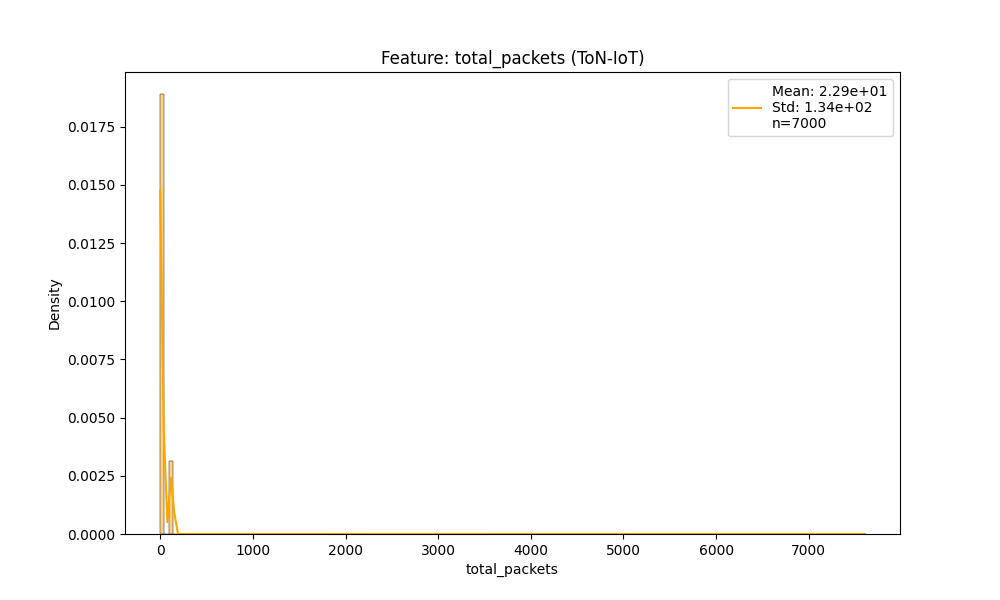 Feature: total_packets (ToN-IoT)
Mean: 2.29e+01
Std: 1.34e+02
n=7000
Density
0.0175
0.0150
0.0125
0.0100
0.0075
0.0050
0.0025
0.0000
0 1000 2000 3000 4000 5000 6000 7000
total_packets